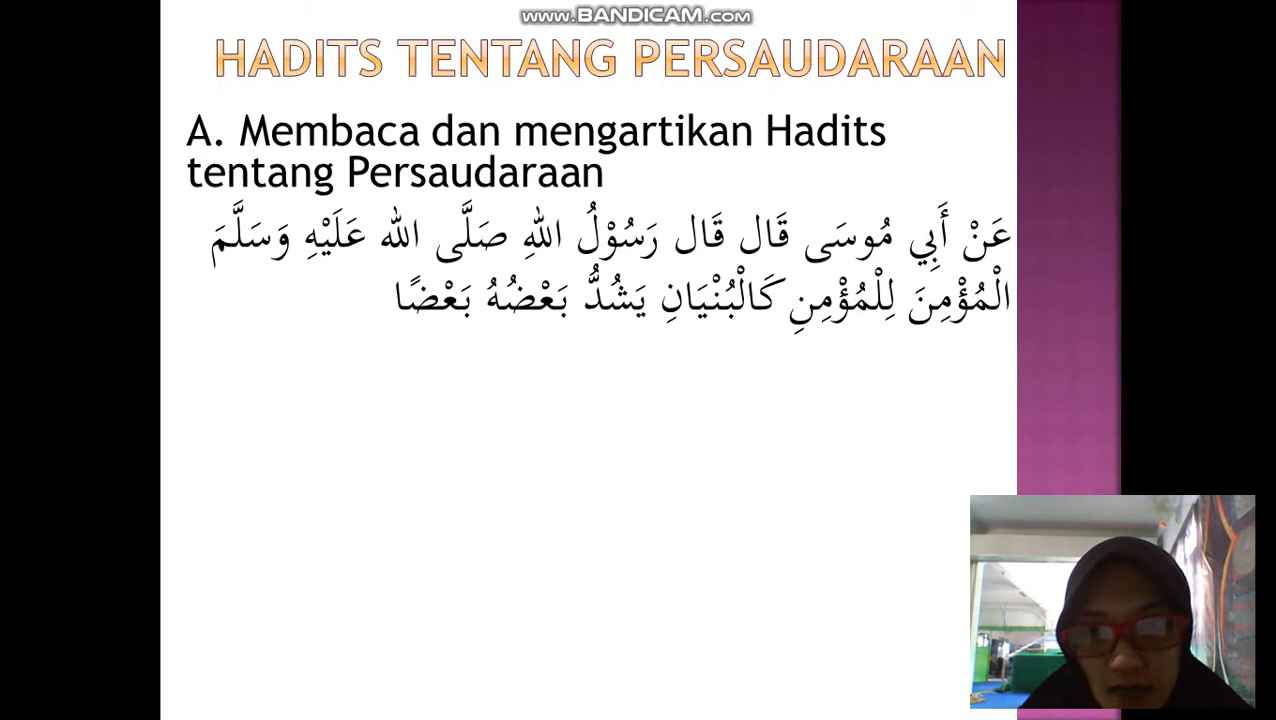 www.BANDICAM.com
HADITS TENTANG PERSAUDARAAN
A. Membaca dan mengartikan Hadits
tentang Persaudaraan
عَنْ أَبِي مُوسَى قَال قَال رَسُوْلُ اللهِ صَلَّى الله عَلَيْهِ وَسَلَّمَ
الْمُؤْمِنَ لِلْمُؤْمِنِ كَالْبُنْيَانِ يَشُدُّ بَعْضُهُ بَعْضًا